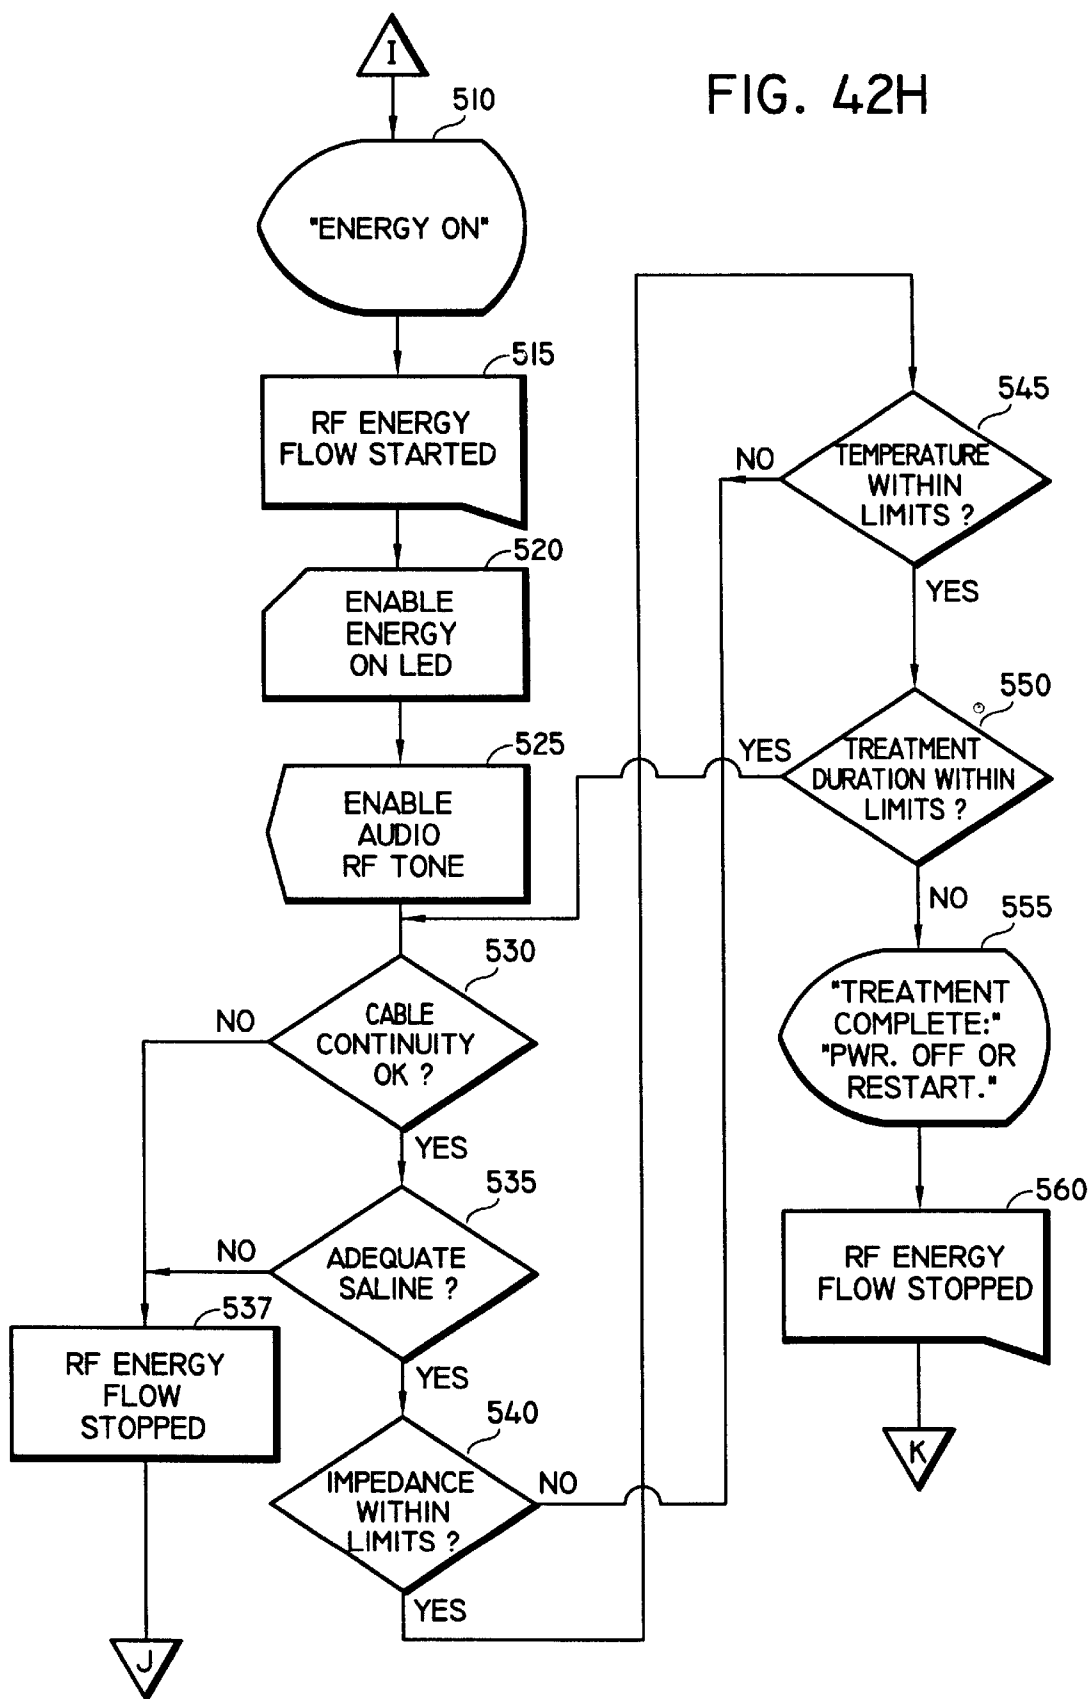 FIG. 42H
I
510
"ENERGY ON"
515
RF ENERGY
FLOW STARTED
520
ENABLE
ENERGY
ON LED
525
ENABLE
AUDIO
RF TONE
530
CABLE
CONTINUITY
OK ?
NO
YES
535
ADEQUATE
SALINE ?
NO
YES
537
RF ENERGY
FLOW
STOPPED
J
540
IMPEDANCE
WITHIN
LIMITS ?
NO
YES
545
TEMPERATURE
WITHIN
LIMITS ?
NO
YES
550
TREATMENT
DURATION WITHIN
LIMITS ?
YES
NO
555
"TREATMENT
COMPLETE:"
"PWR. OFF OR
RESTART."
560
RF ENERGY
FLOW STOPPED
K